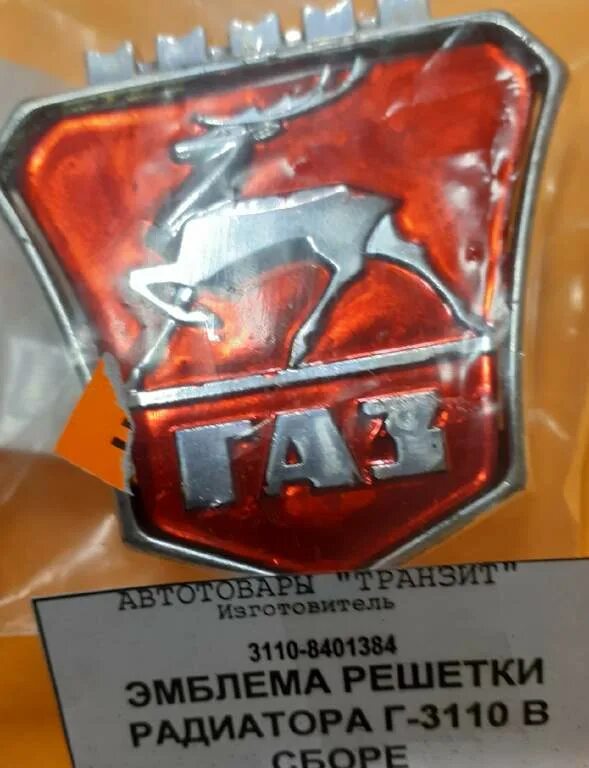 ГАЗ
АВТОТОВАРЫ "ТРАНЗИТ"
Изготовитель
3110-8401384
ЭМБЛЕМА РЕШЕТКИ
РАДИАТОРА Г-3110 В
СБОРЕ